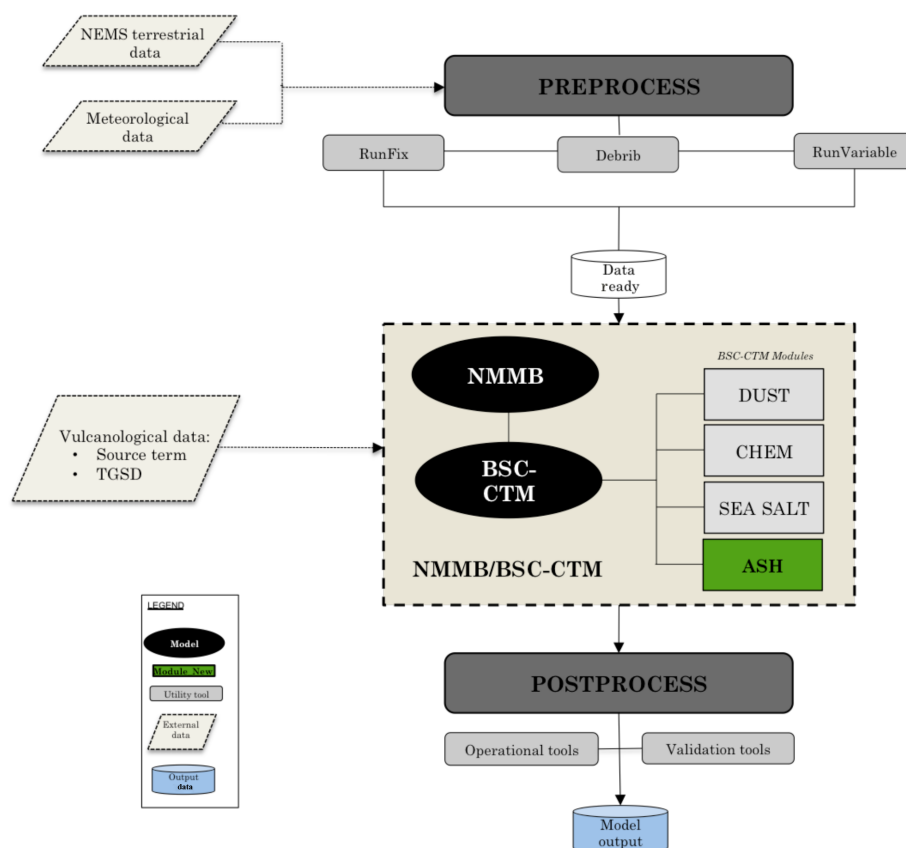 NEMS terrestrial
data
Meteorological
data
PREPROCESS
RunFix
Debrib
RunVariable
Data
ready
NMMB
BSC-CTM Modules
DUST
CHEM
SEA SALT
ASH
BSC-
CTM
NMMB/BSC-CTM
Vulcanological data:
• Source term
• TGSD
LEGEND
Model
Module New
Utility tool
External
data
Output
data
POSTPROCESS
Operational tools
Validation tools
Model
output